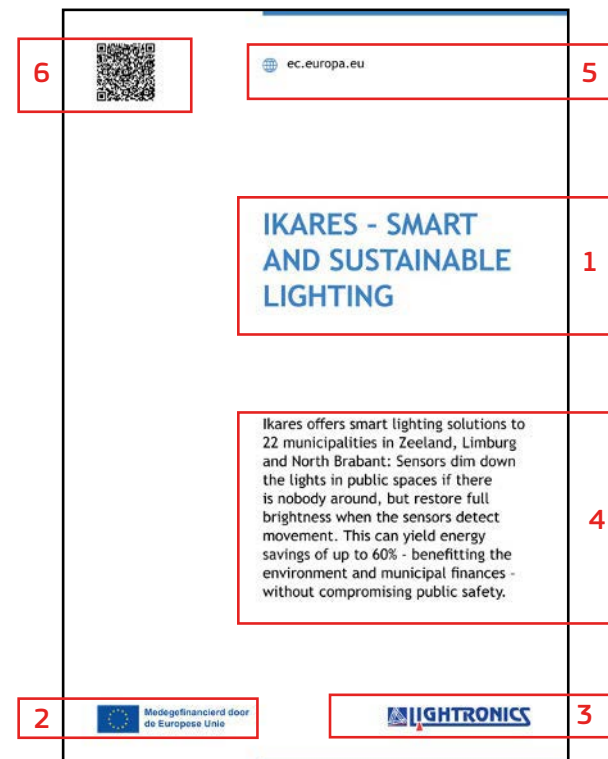 6
ec.europa.eu
5
IKARES - SMART
AND SUSTAINABLE
LIGHTING
1
Ikares offers smart lighting solutions to
22 municipalities in Zeeland, Limburg
and North Brabant: Sensors dim down
the lights in public spaces if there
is nobody around, but restore full
brightness when the sensors detect
movement. This can yield energy
savings of up to 60% - benefitting the
environment and municipal finances -
without compromising public safety.
4
2
Medegefinancierd door
de Europese Unie
LIGHTRONICS
3